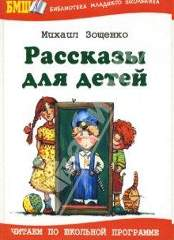 БМШ
БИБЛИОТЕКА МЛАДШЕГО ШКОЛЬНИКА
Михаил Зощенко
Рассказы
для детей
ЧИТАЕМ ПО ШКОЛЬНОЙ ПРОГРАММЕ